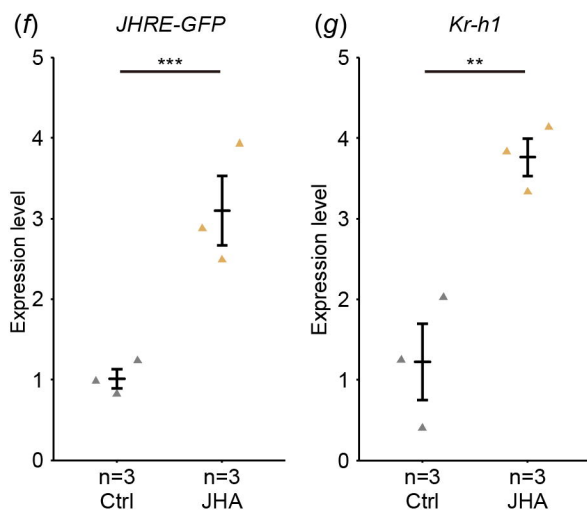 (f) JHRE-GFP
***
Expression level
5
4
3
2
1
0
n=3 n=3
Ctrl JHA
(g) Kr-h1
**
Expression level
5
4
3
2
1
0
n=3 n=3
Ctrl JHA